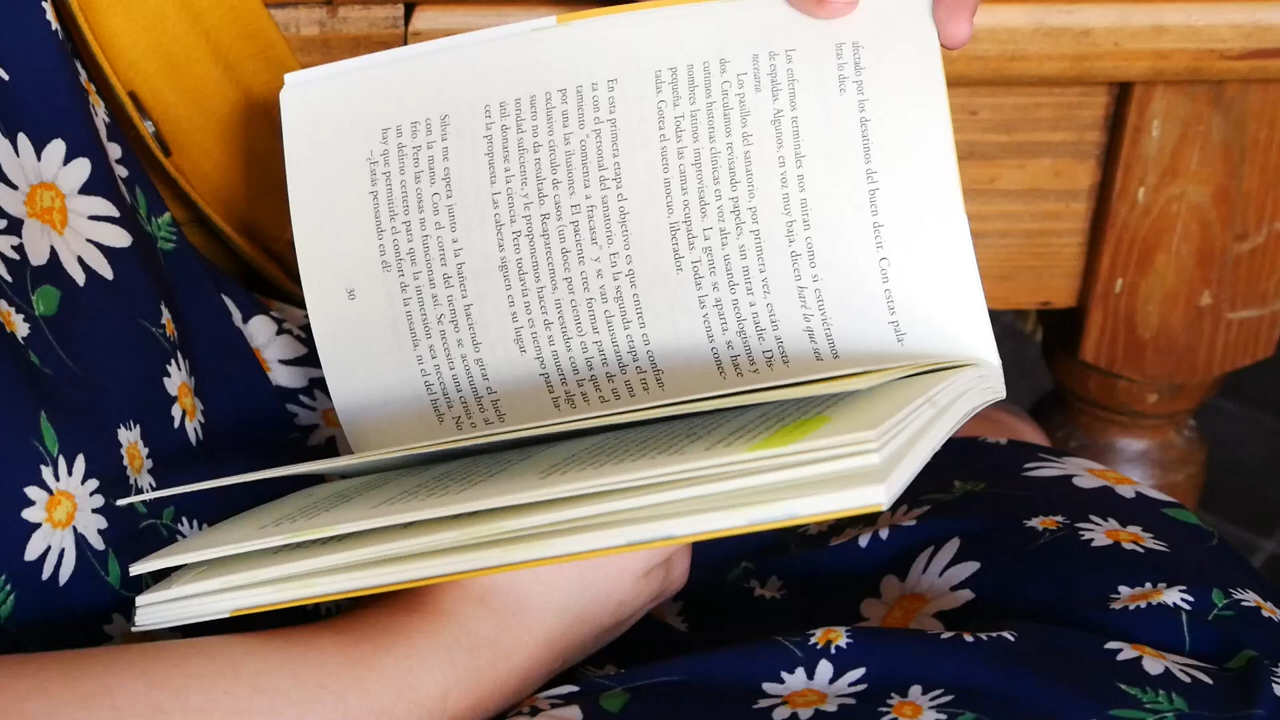 afectado por los desatinos del buen decir. Con estas pala-
bras lo dice.
Los enfermos terminales nos miran como si estuviéramos
de espaldas. Algunos, en voz muy baja, dicen haré lo que sea
necesario.
Los pasillos del sanatorio, por primera vez, están atesta-
dos. Circulamos revisando papeles, sin mirar a nadie. Dis-
cutimos historias clínicas en voz alta, usando neologismos y
nombres latinos improvisados. La gente se aparta, se hace
pequeña. Todas las camas ocupadas. Todas las venas conec-
tadas. Gotea el suero inocuo, liberador.
En esta primera etapa el objetivo es que entren en confian-
za con el personal del sanatorio. En la segunda etapa el tra-
tamiento “comienza a fracasar” y se van clausurando una
por una las ilusiones. El paciente cree formar parte de un
exclusivo círculo de casos (un doce por ciento) en los que el
suero no da resultado. Reaparecemos, investidos con la au-
toridad suficiente, y le proponemos hacer de su muerte algo
útil: donarse a la ciencia. Pero todavía no es tiempo para ha-
cer la propuesta. Las cabezas siguen en su lugar.
Silvia me espera junto a la bañera haciendo girar el hielo
con la mano. Con el correr del tiempo se acostumbró al
frío. Pero las cosas no funcionan así. Se necesita una crisis o
un delirio certero para que la inmersión sea necesaria. No
hay que permitirle el confort de la insania, ni el del hielo.
–¿Estás pensando en él?
30